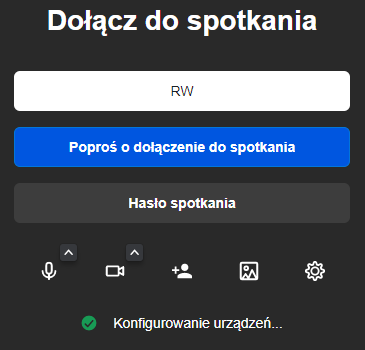 Dołącz do spotkania
RW
Poproś o dołączenie do spotkania
Hasło spotkania
Konfigurowanie urządzeń...